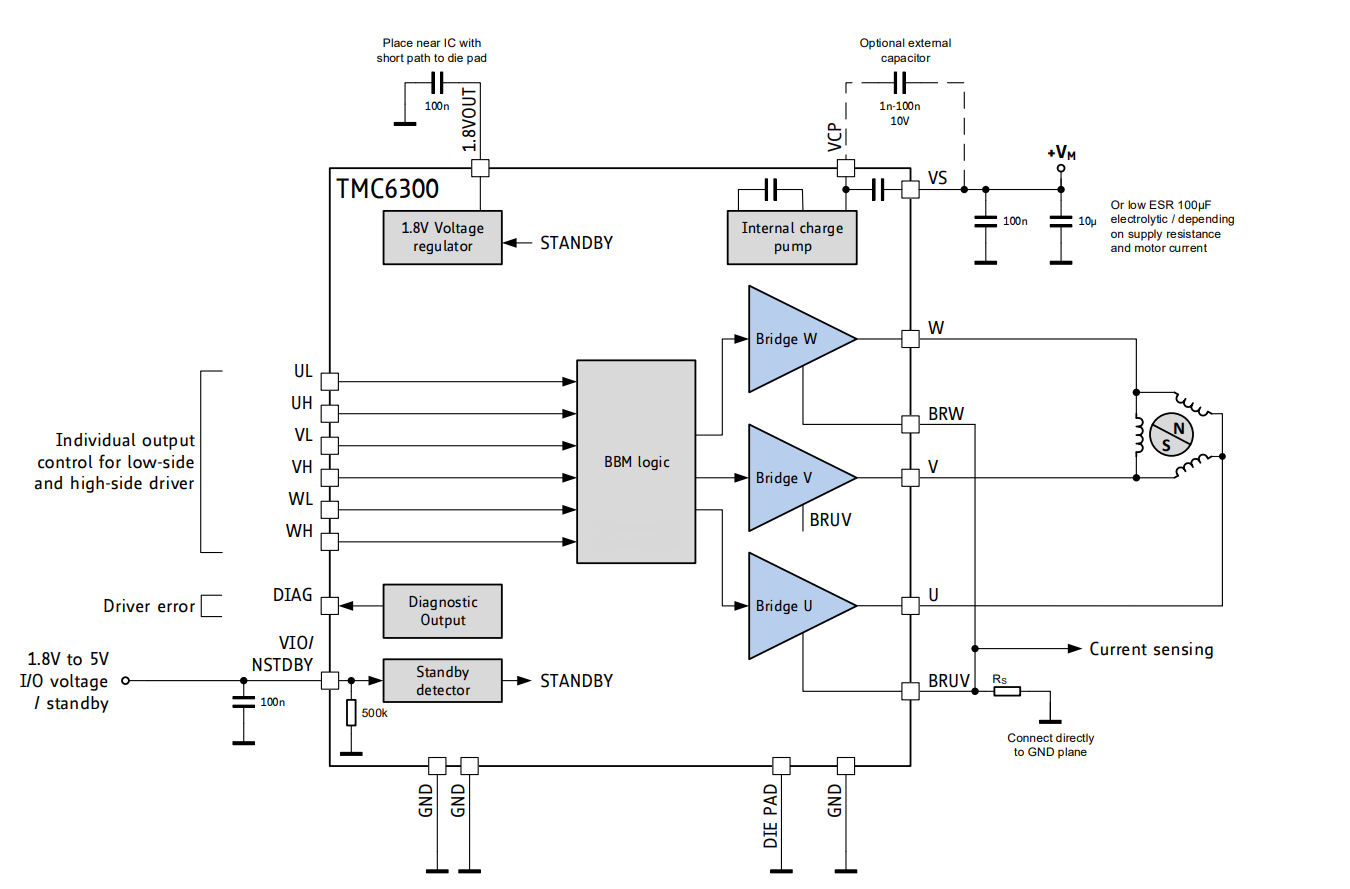 Place near IC with
short path to die pad
100n
1.8VOUT
Optional external
capacitor
1n-100n
10V
VCP
+VM
TMC6300
VS
1.8V Voltage
regulator
STANDBY
Internal charge
pump
100n
10µ
Or low ESR 100µF
electrolytic / depending
on supply resistance
and motor current
Bridge W
W
UL
UH
VL
VH
WL
WH
Individual output
control for low-side
and high-side driver
BBM logic
BRW
N
S
Bridge V
V
BRUV
DIAG
Driver error
Diagnostic
Output
Bridge U
U
VIO/
NSTDBY
1.8V to 5V
I/O voltage
/ standby
100n
500k
Standby
detector
STANDBY
Current sensing
BRUV
RS
Connect directly
to GND plane
GND
GND
DIE PAD
GND